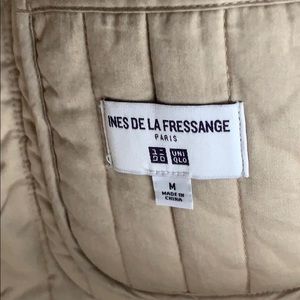 INES DE LA FRESSANGE
PARIS
ユニ UNI
クロ QLO
M
MADE IN
CHINA